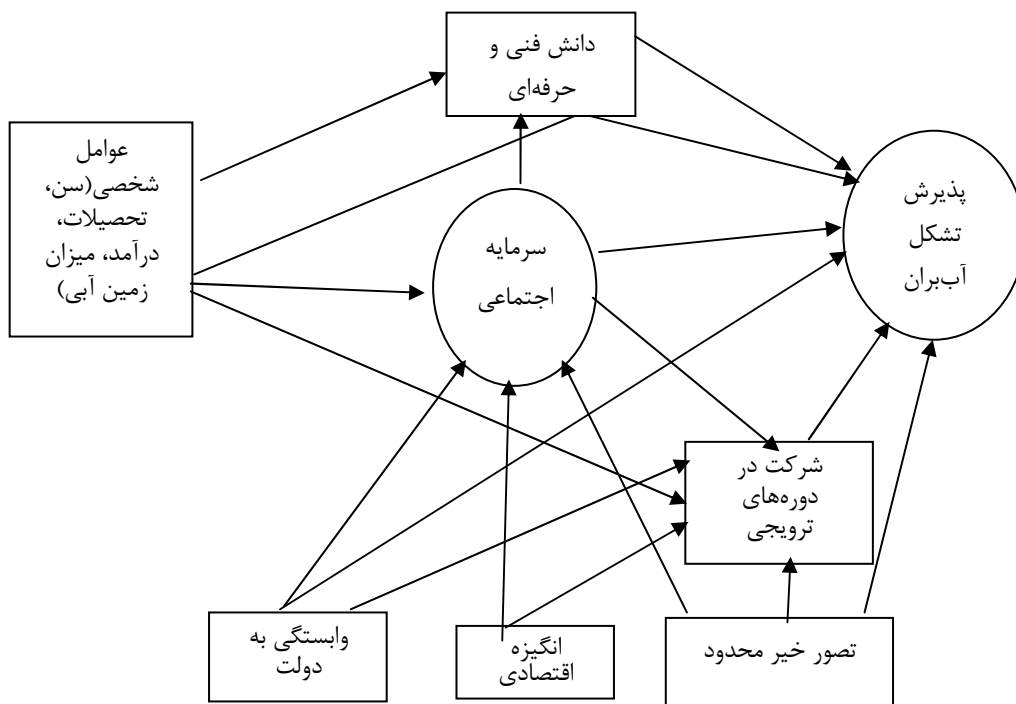 دانش فنی و
حرفه‌ای
عوامل
شخصی(سن،
تحصیلات،
درآمد، میزان
زمین آبی)
سرمایه
اجتماعی
پذیرش
تشکل
آب‌بران
شرکت در
دوره‌های
ترویجی
وابستگی به
دولت
انگیزه
اقتصادی
تصور خیر محدود